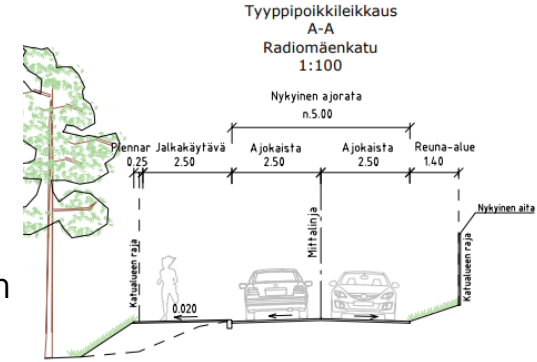 Tyyppipoikkileikkaus
A-A
Radiomäenkatu
1:100
Nykyinen ajorata
n.5.00
Piennar Jalkakäytävä Ajokaista Ajokaista Reuna-alue
0.25 2.50 2.50 2.50 1.40
Nykyinen aita
Katualueen raja
Mittalinja
Katualueen raja
0.020
n